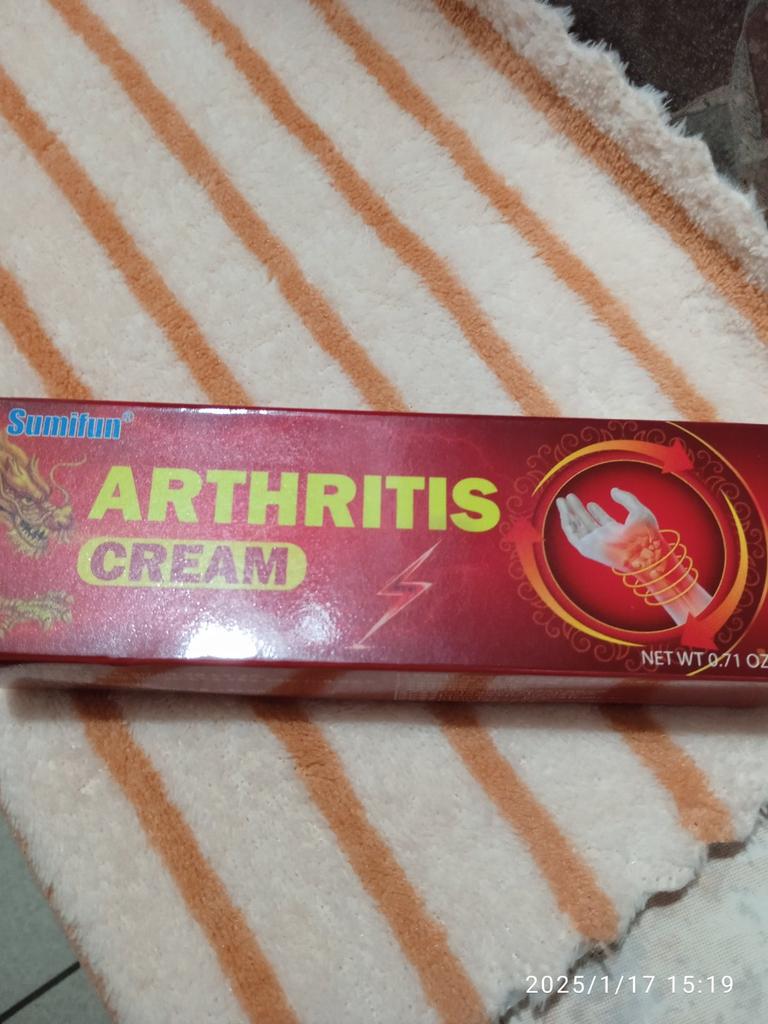 Sumifun®
ARTHRITIS
CREAM
NET WT 0.71 OZ
2025/1/17 15:19